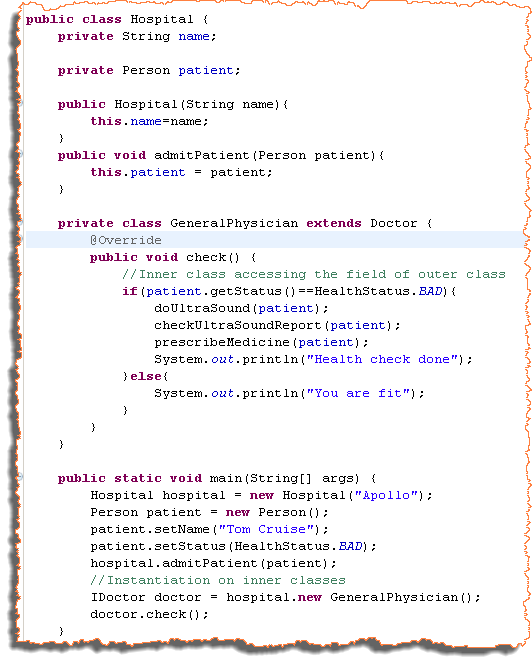 public class Hospital {
    private String name;

    private Person patient;

    public Hospital(String name){
        this.name=name;
    }
    public void admitPatient(Person patient){
        this.patient = patient;
    }

    private class GeneralPhysician extends Doctor {
        @Override
        public void check() {
            //Inner class accessing the field of outer class
            if(patient.getStatus()==HealthStatus.BAD){
                doUltraSound(patient);
                checkUltraSoundReport(patient);
                prescribeMedicine(patient);
                System.out.println("Health check done");
            }else{
                System.out.println("You are fit");
            }
        }
    }

    public static void main(String[] args) {
        Hospital hospital = new Hospital("Apollo");
        Person patient = new Person();
        patient.setName("Tom Cruise");
        patient.setStatus(HealthStatus.BAD);
        hospital.admitPatient(patient);
        //Instantiation on inner classes
        IDoctor doctor = hospital.new GeneralPhysician();
        doctor.check();
    }